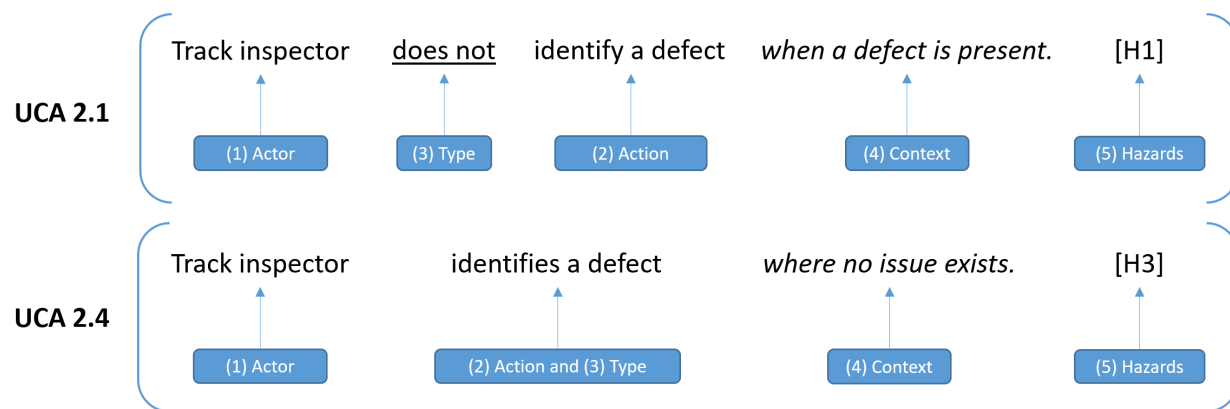 Track inspector does not identify a defect when a defect is present. [H1]
UCA 2.1
(1) Actor (3) Type (2) Action (4) Context (5) Hazards
Track inspector identifies a defect where no issue exists. [H3]
UCA 2.4
(1) Actor (2) Action and (3) Type (4) Context (5) Hazards